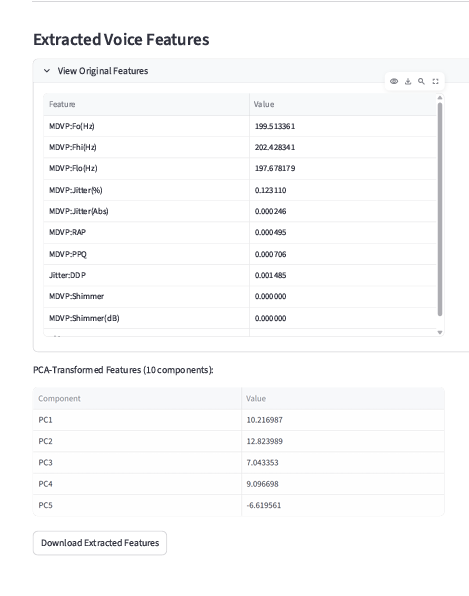 Extracted Voice Features
View Original Features
Feature Value
MDVP:Fo(Hz) 199.513361
MDVP:Fhi(Hz) 202.428341
MDVP:Flo(Hz) 197.678179
MDVP:Jitter(%) 0.123110
MDVP:Jitter(Abs) 0.000246
MDVP:RAP 0.000495
MDVP:PPQ 0.000706
Jitter:DDP 0.001485
MDVP:Shimmer 0.000000
MDVP:Shimmer(dB) 0.000000
PCA-Transformed Features (10 components):
Component Value
PC1 10.216987
PC2 12.823989
PC3 7.043353
PC4 9.096698
PC5 -6.619561
Download Extracted Features